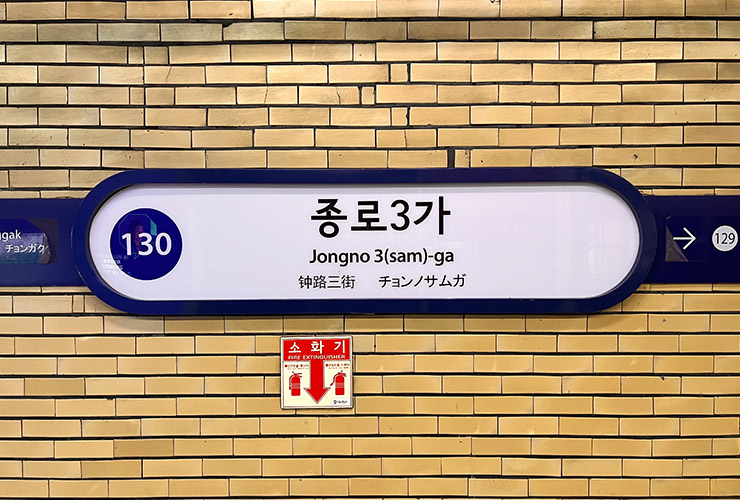 종로3가
130
Jongno 3(sam)-ga
钟路三街 チョンノサムガ
ggak
チョンガク
→ 129
소화기
FIRE EXTINGUISHER